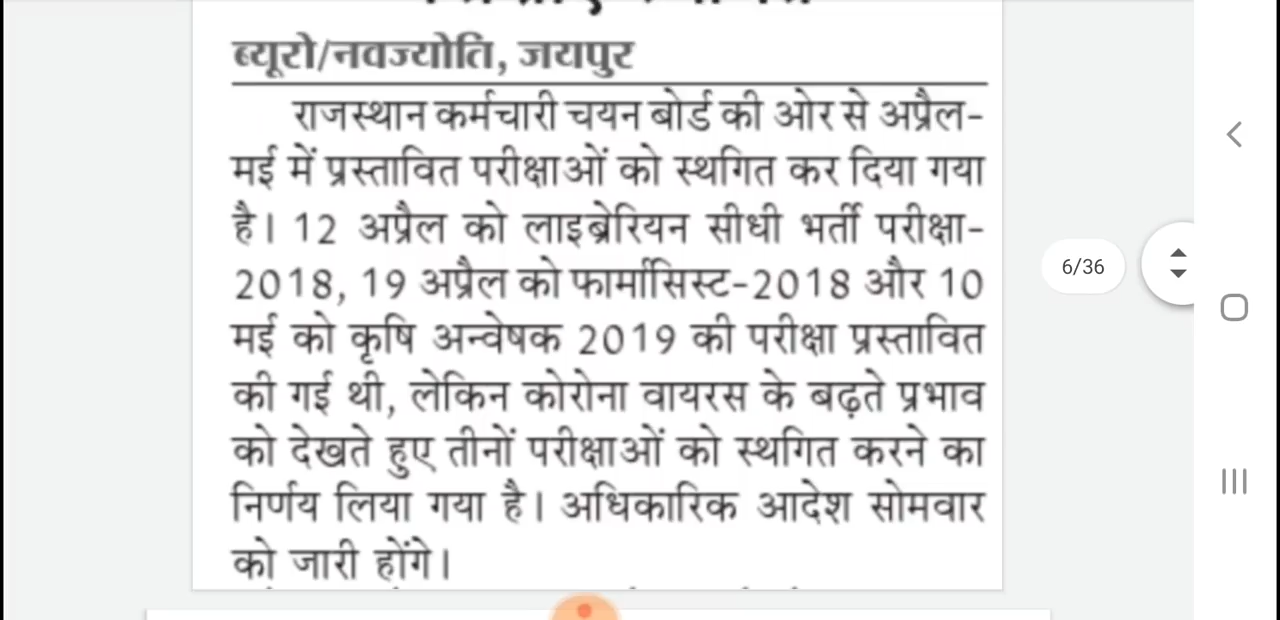 ब्यूरो/नवज्योति, जयपुर
राजस्थान कर्मचारी चयन बोर्ड की ओर से अप्रैल-
मई में प्रस्तावित परीक्षाओं को स्थगित कर दिया गया
है। 12 अप्रैल को लाइब्रेरियन सीधी भर्ती परीक्षा-
2018, 19 अप्रैल को फार्मासिस्ट-2018 और 10
मई को कृषि अन्वेषक 2019 की परीक्षा प्रस्तावित
की गई थी, लेकिन कोरोना वायरस के बढ़ते प्रभाव
को देखते हुए तीनों परीक्षाओं को स्थगित करने का
निर्णय लिया गया है। अधिकारिक आदेश सोमवार
को जारी होंगे।
6/36